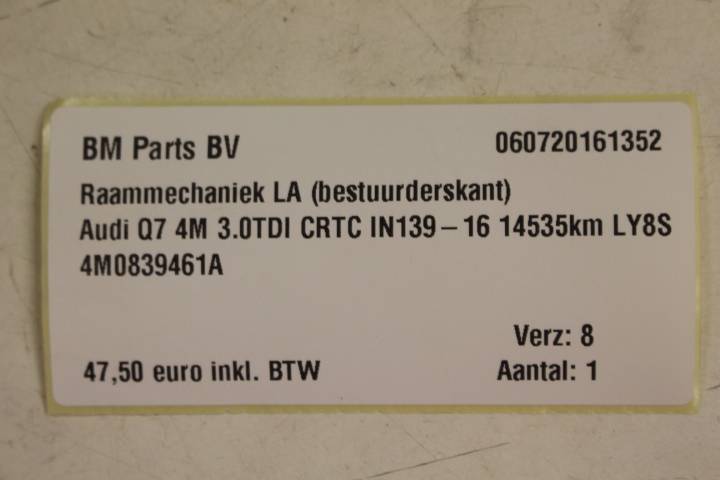 BM Parts BV 060720161352
Raammechaniek LA (bestuurderskant)
Audi Q7 4M 3.0TDI CRTC IN139-16 14535km LY8S
4M0839461A
Verz: 8
47,50 euro inkl. BTW Aantal: 1